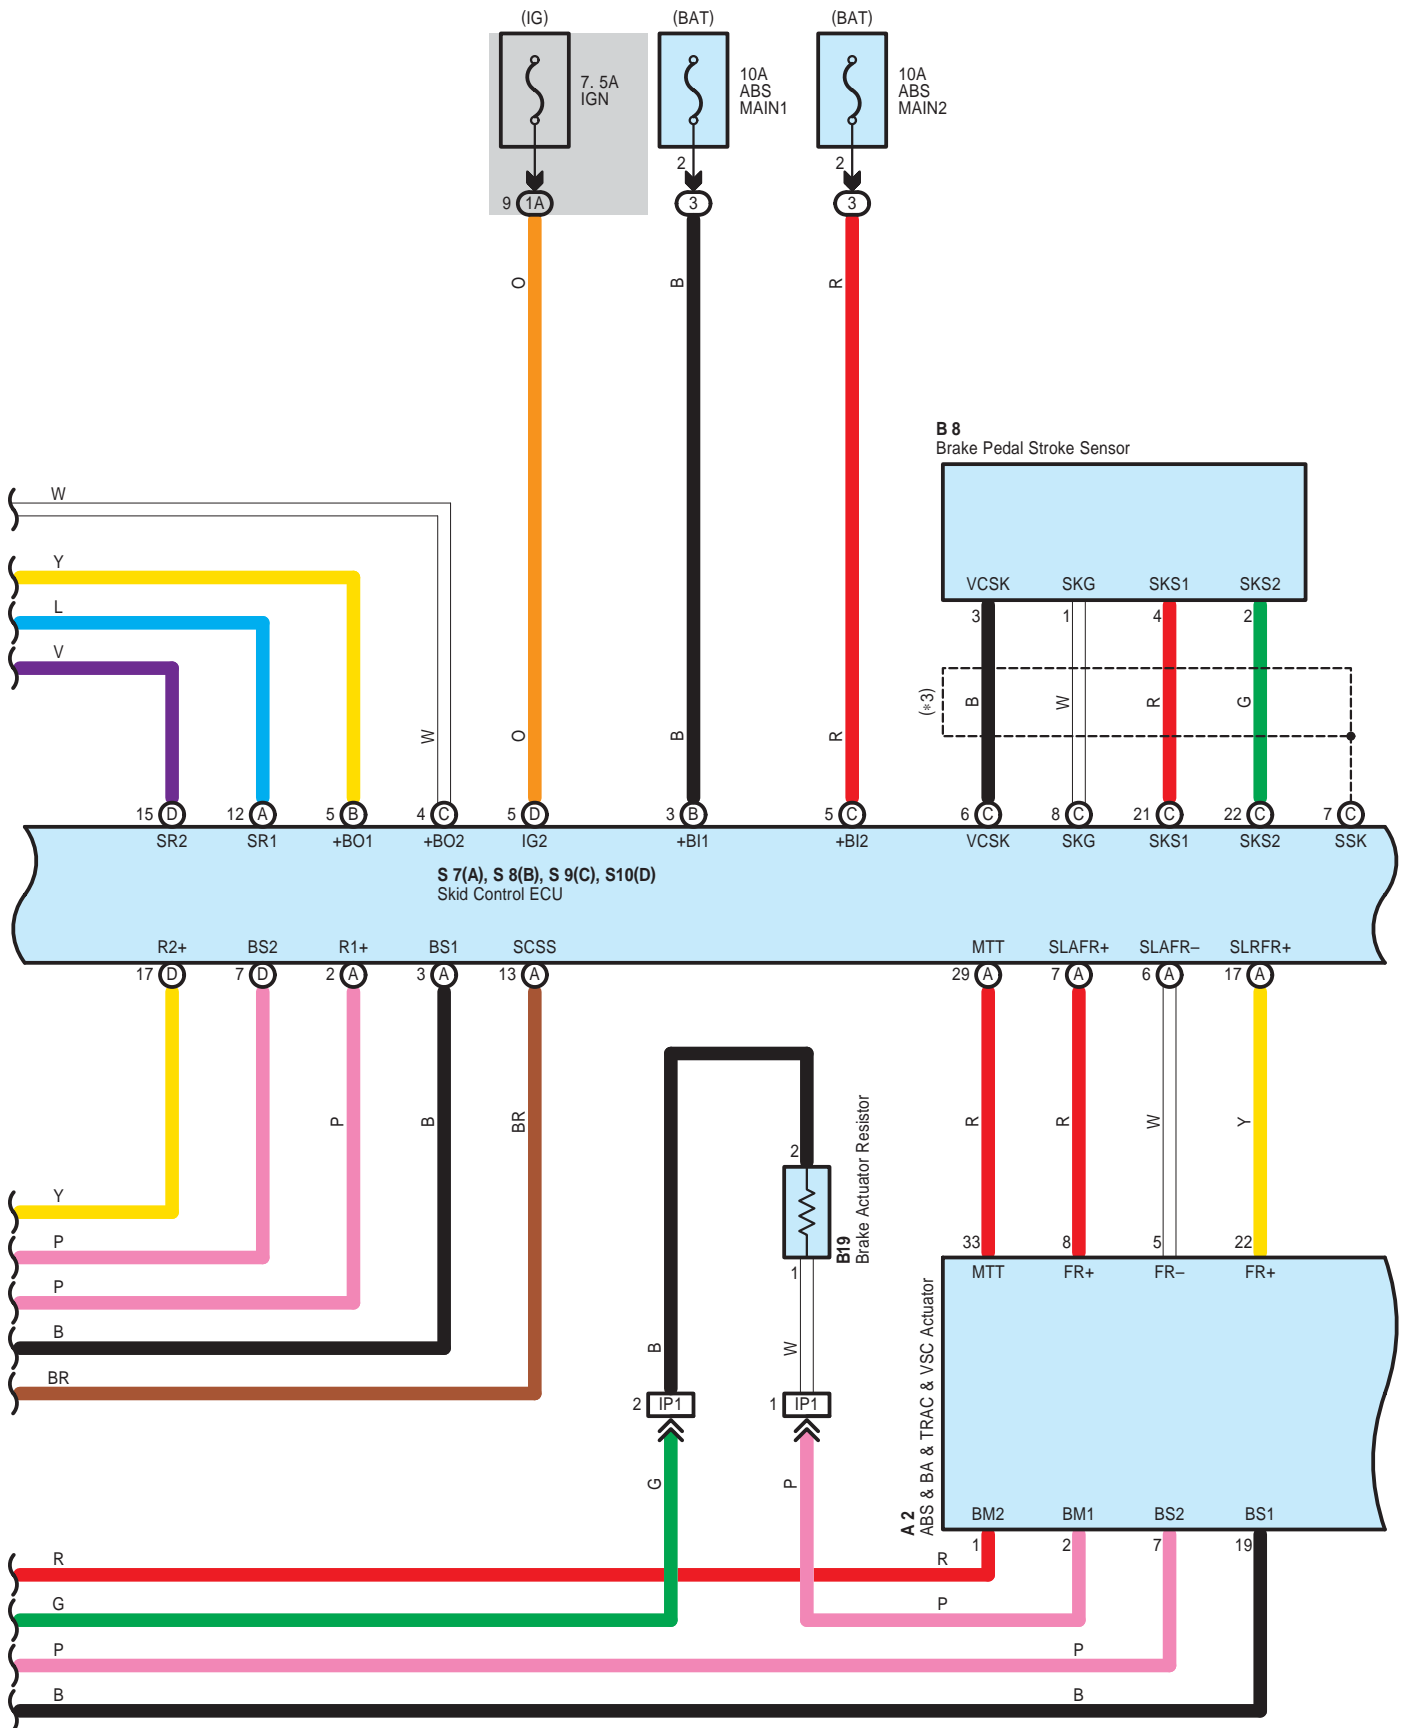 (IG)
(BAT)
(BAT)
7. 5A
IGN
10A
ABS
MAIN1
10A
ABS
MAIN2
2
2
9 1A
3
3
O
B
R
B 8
Brake Pedal Stroke Sensor
W
Y
L
V
VCSK SKG SKS1 SKS2
3 1 4 2
(*3)
B W R G
W O B R
15 D 12 A 5 B 4 C 5 D 3 B 5 C 6 C 8 C 21 C 22 C 7 C
SR2 SR1 +BO1 +BO2 IG2 +BI1 +BI2 VCSK SKG SKS1 SKS2 SSK
S 7(A), S 8(B), S 9(C), S10(D)
Skid Control ECU
R2+ BS2 R1+ BS1 SCSS MTT SLAFR+ SLAFR– SLRFR+
17 D 7 D 2 A 3 A 13 A 29 A 7 A 6 A 17 A
P B BR R R W Y
2
B19
Brake Actuator Resistor
1
Y
P
P
B
BR
33 8 5 22
MTT FR+ FR– FR+
B W
2 IP1 1 IP1
G P
A 2
ABS & BA & TRAC & VSC Actuator
BM2 BM1 BS2 BS1
1 2 7 19
R R
G P
P P
B B